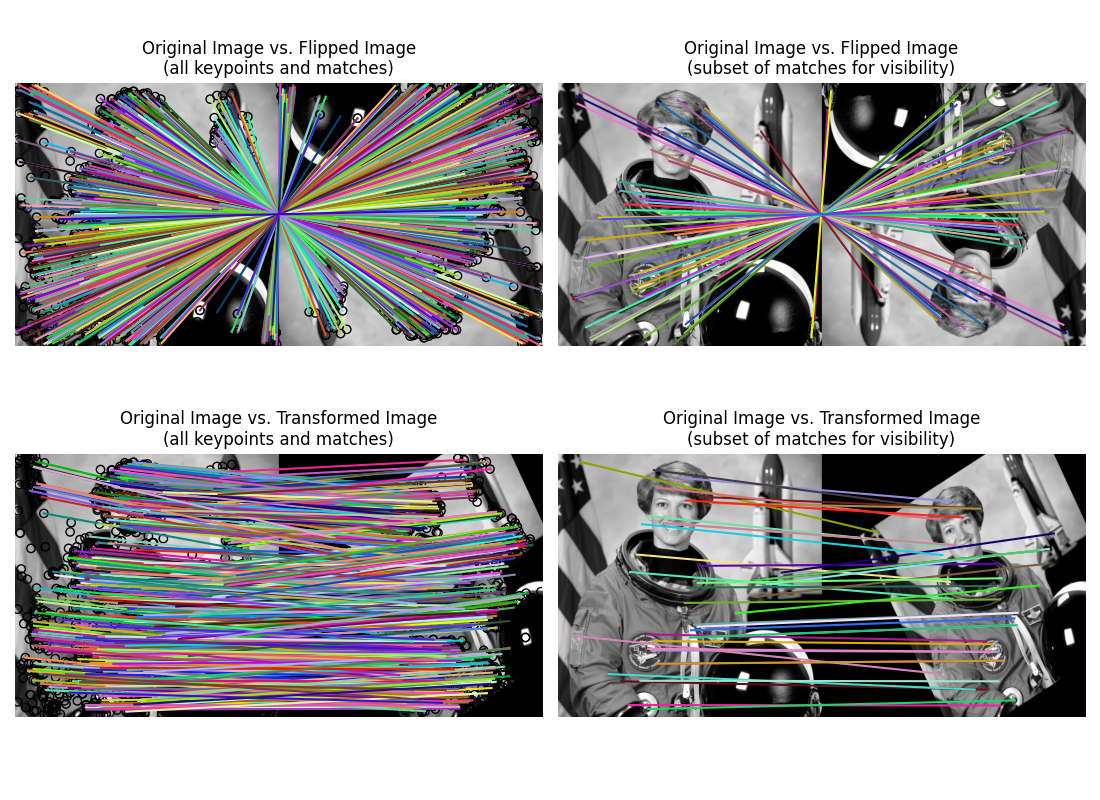 Original Image vs. Flipped Image
(all keypoints and matches)
Original Image vs. Flipped Image
(subset of matches for visibility)
Original Image vs. Transformed Image
(all keypoints and matches)
Original Image vs. Transformed Image
(subset of matches for visibility)